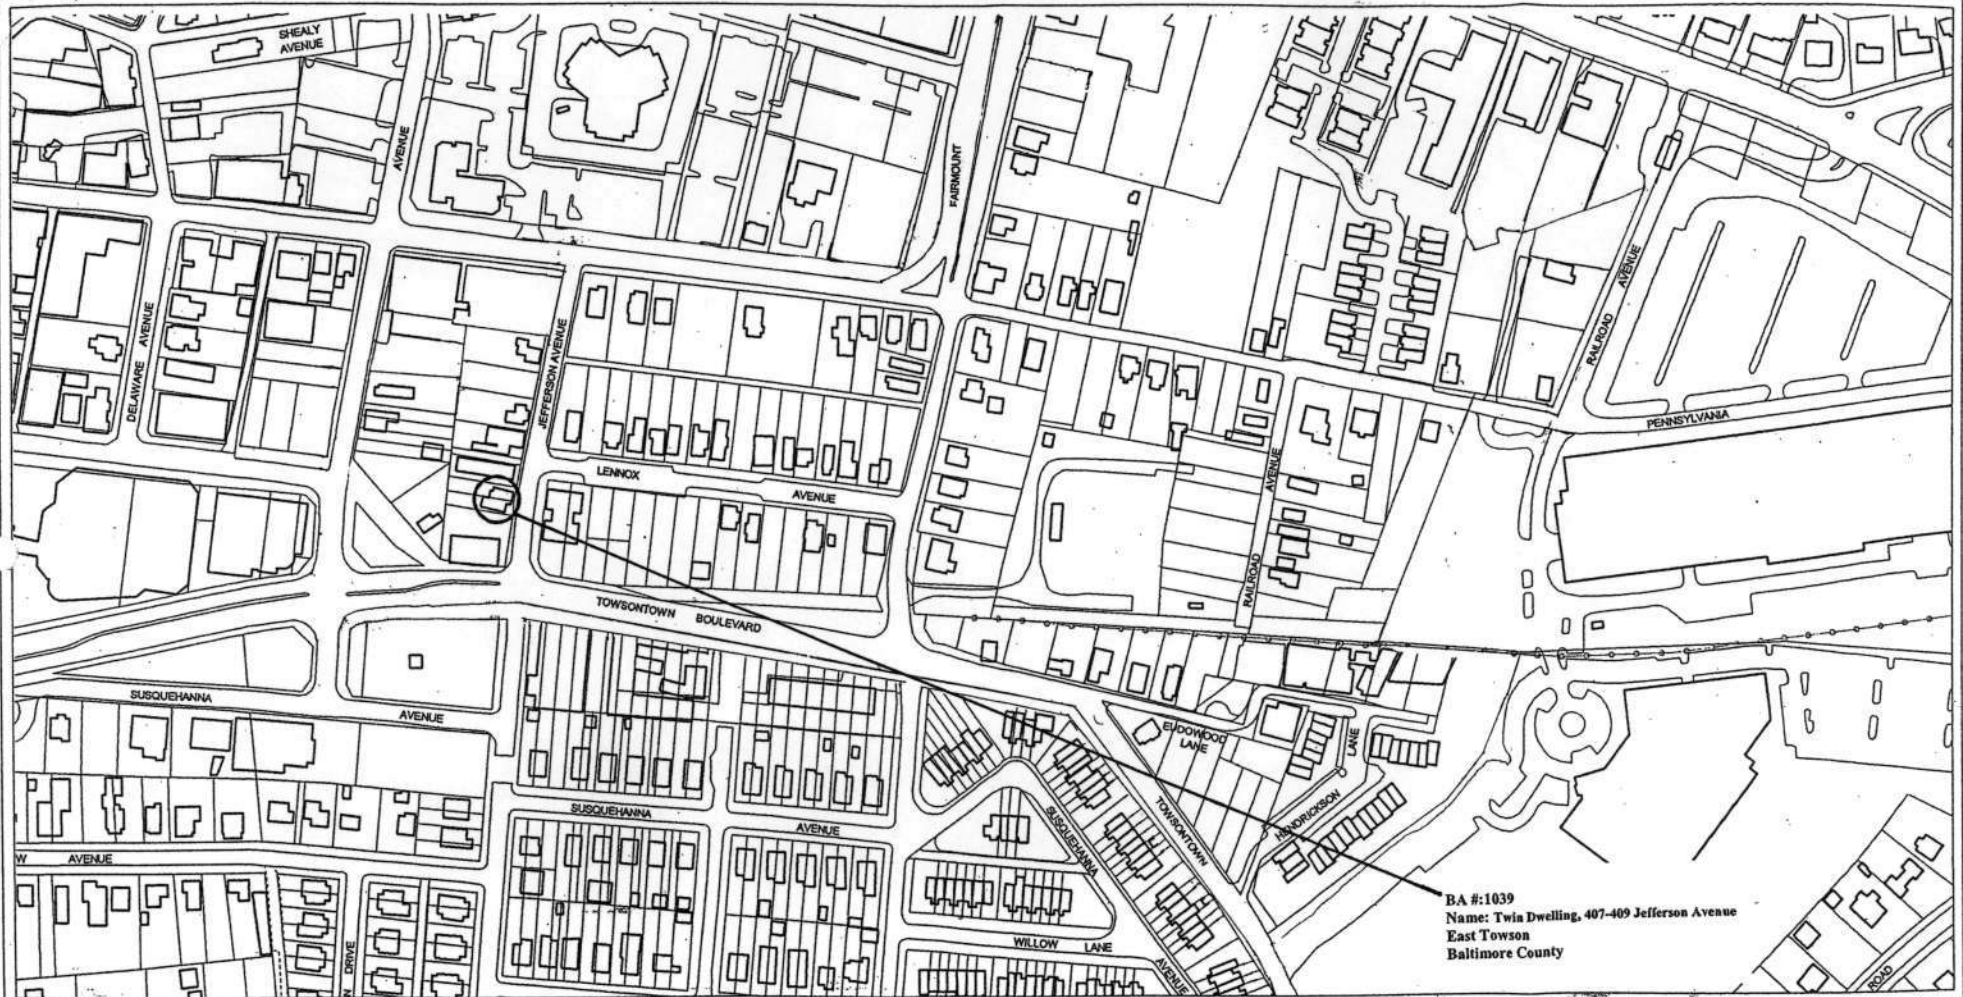 SHEALY
AVENUE
AVENUE
FAIRMOUNT
DELAWARE AVENUE
JEFFERSON AVENUE
RAILROAD AVENUE
PENNSYLVANIA
LENNOX AVENUE
RAILROAD AVENUE
TOWSONTOWN BOULEVARD
SUSQUEHANNA AVENUE
EUDOWOOD
LANE
LANE
HENDRICKSON
TOWSONTOWN
SUSQUEHANNA AVENUE
SUSQUEHANNA
AVENUE
W AVENUE
DRIVE
WILLOW LANE
ROAD
BA #:1039
Name: Twin Dwelling, 407-409 Jefferson Avenue
East Towson
Baltimore County